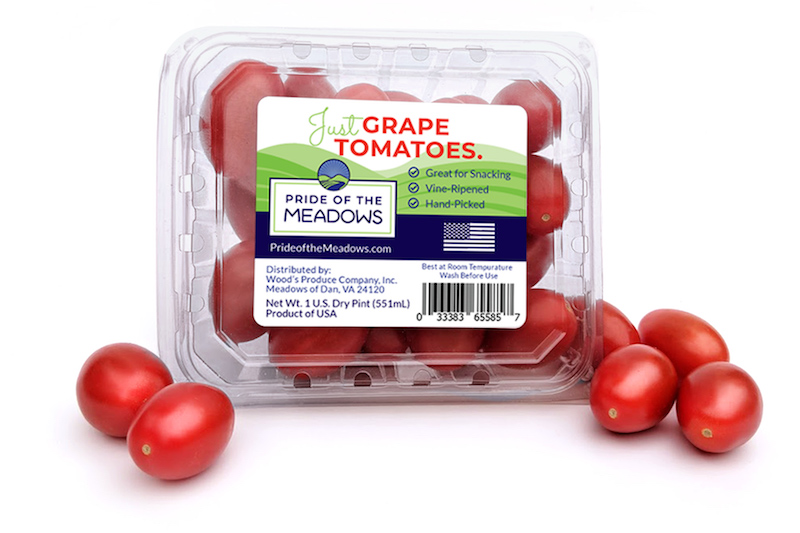 Just GRAPE
TOMATOES.
Great for Snacking
Vine-Ripened
Hand-Picked
PRIDE OF THE
MEADOWS
PrideoftheMeadows.com
Distributed by:
Wood's Produce Company, Inc.
Meadows of Dan, VA 24120
Net Wt. 1 U.S. Dry Pint (551mL)
Product of USA
Best at Room Tempurature
Wash Before Use
0 33383 65585 7